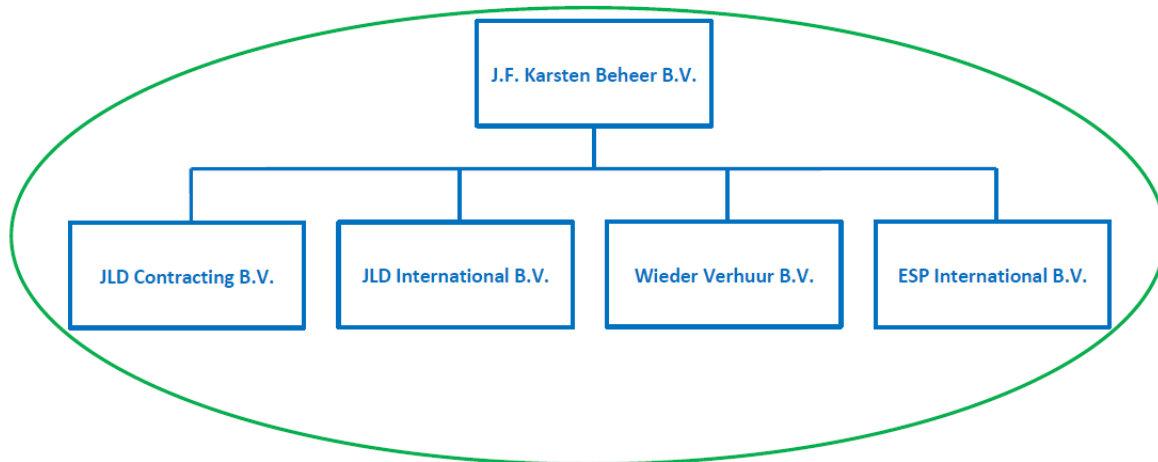 J.F. Karsten Beheer B.V.
JLD Contracting B.V.
JLD International B.V.
Wieder Verhuur B.V.
ESP International B.V.